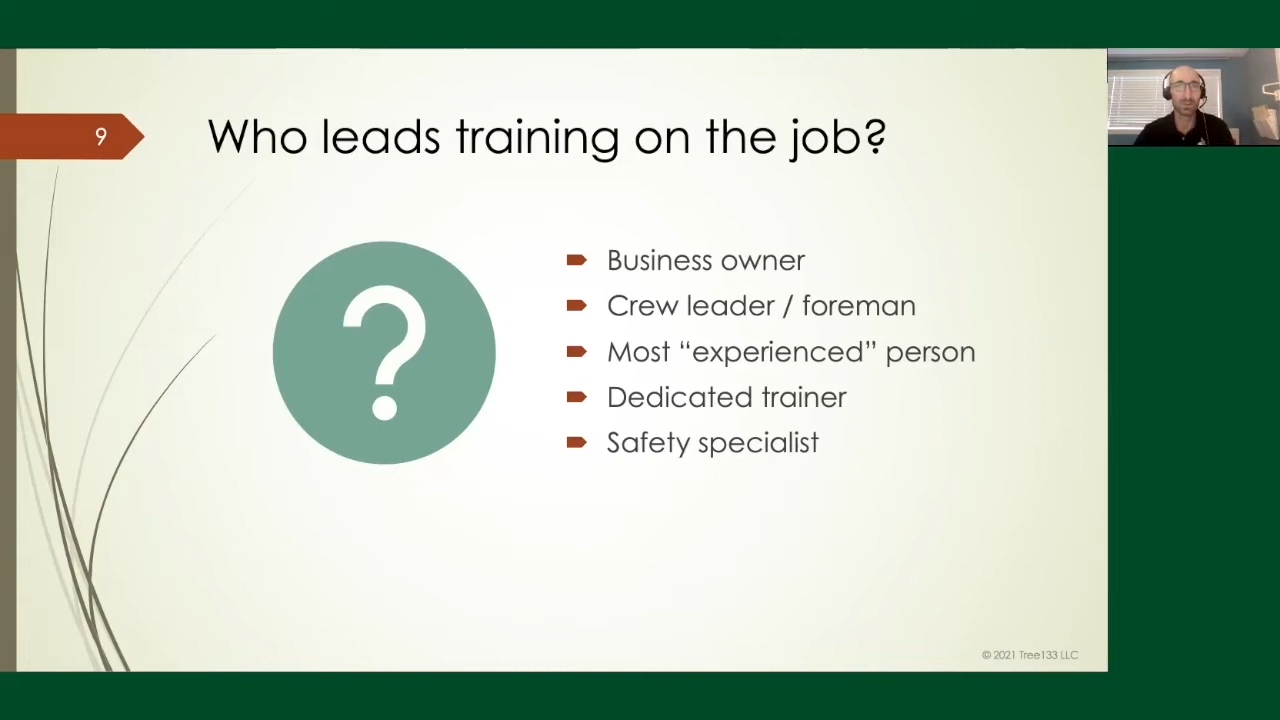 9
Who leads training on the job?
?
Business owner
Crew leader / foreman
Most “experienced” person
Dedicated trainer
Safety specialist
© 2021 Tree133 LLC